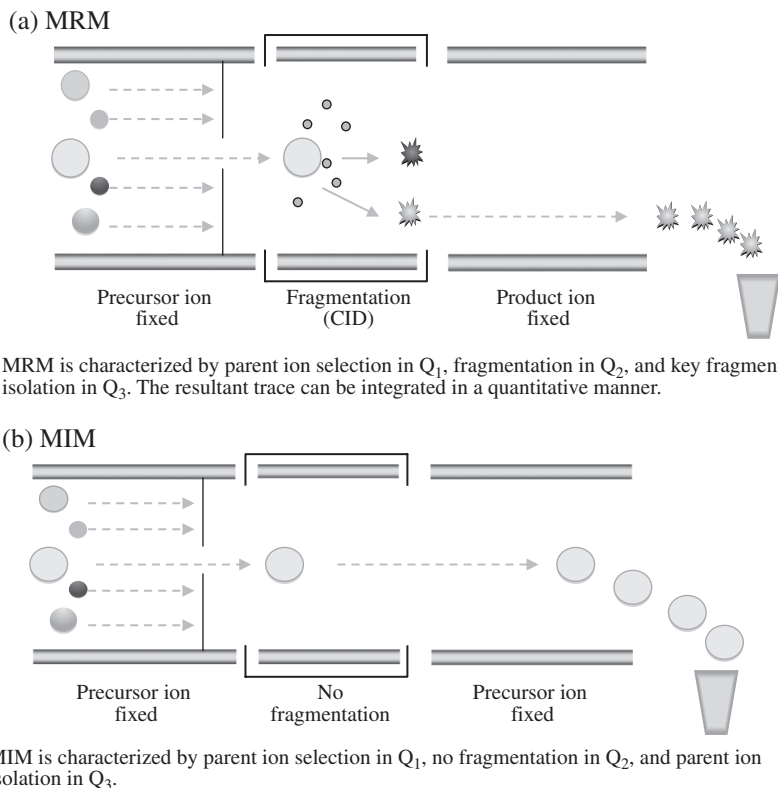 (a) MRM
Precursor ion
fixed
Fragmentation
(CID)
Product ion
fixed
MRM is characterized by parent ion selection in Q₁, fragmentation in Q₂, and key fragmen
isolation in Q₃. The resultant trace can be integrated in a quantitative manner.
(b) MIM
Precursor ion
fixed
No
fragmentation
Precursor ion
fixed
MIM is characterized by parent ion selection in Q₁, no fragmentation in Q₂, and parent ion
solation in Q₃.